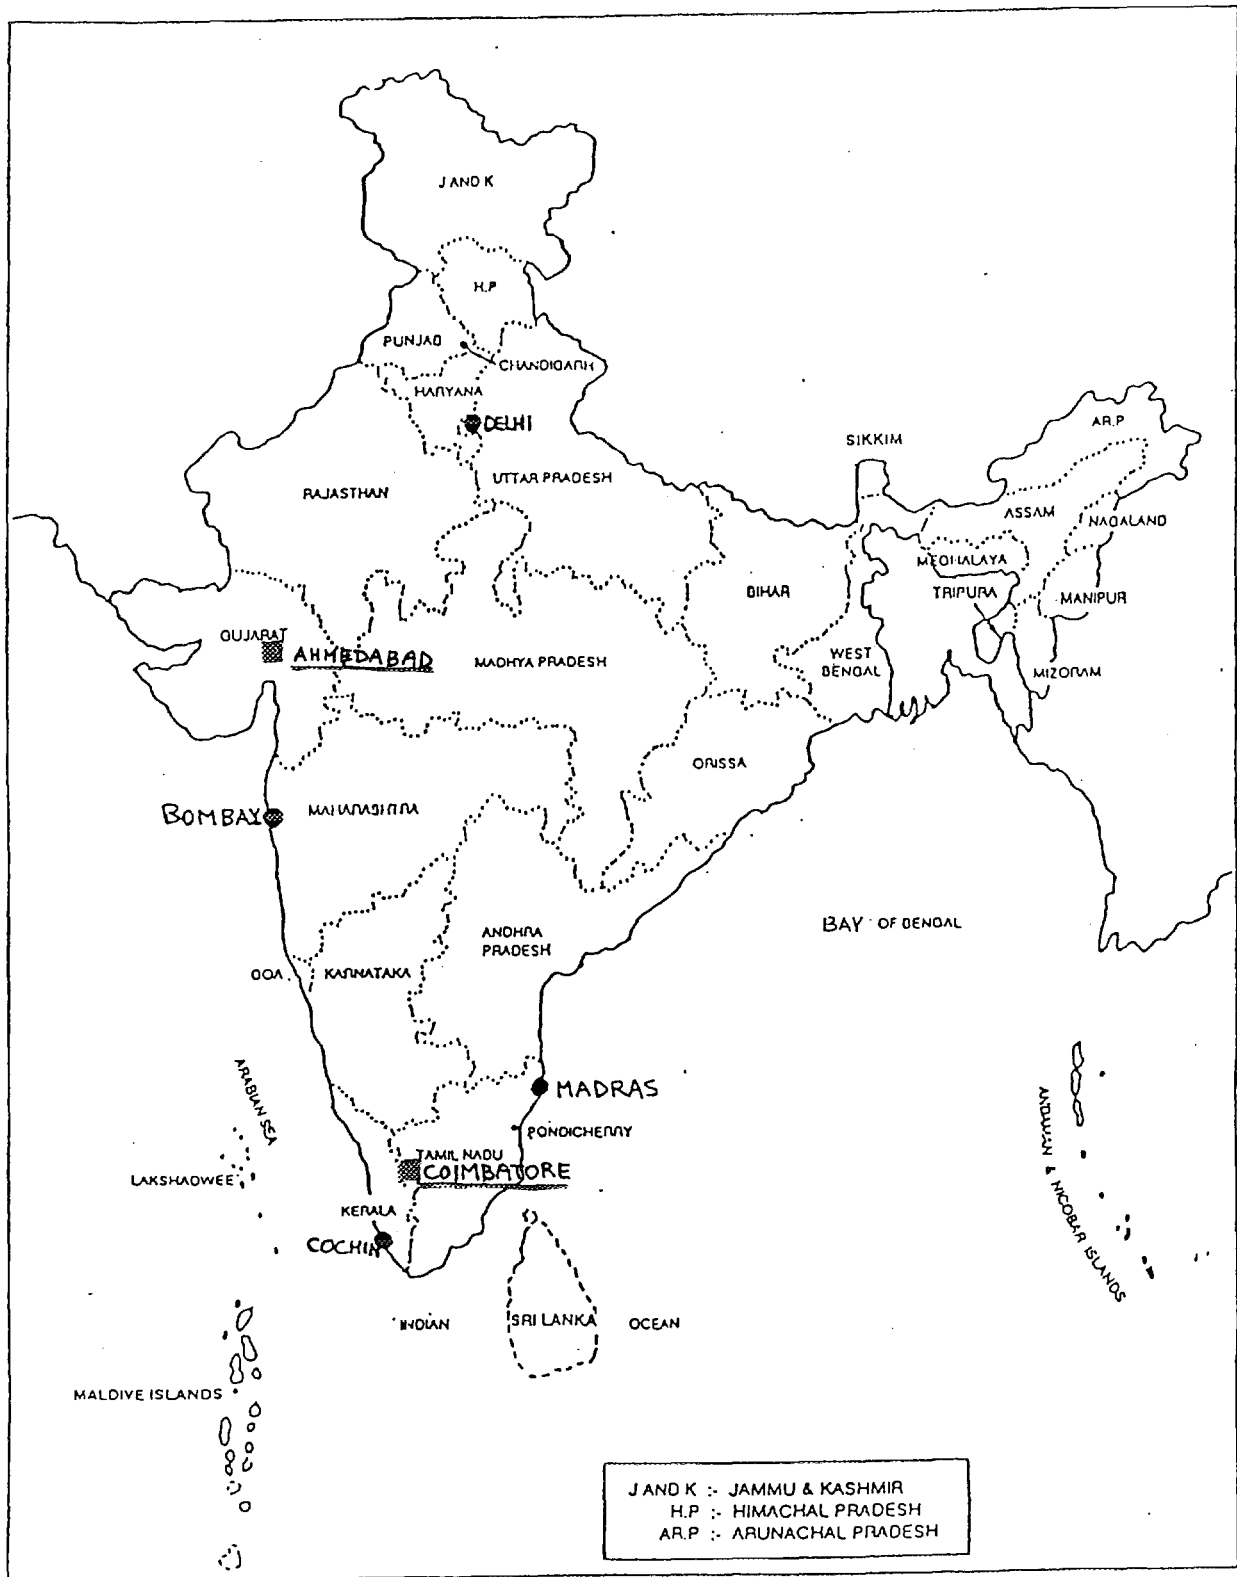 J AND K
H.P
PUNJAB
CHANDIGARH
HARYANA
DELHI
AR.P
SIKKIM
RAJASTHAN
UTTAR PRADESH
ASSAM
NAGALAND
MEGHALAYA
BIHAR
TRIPURA
MANIPUR
GUJARAT
AHMEDABAD
MADHYA PRADESH
WEST
BENGAL
MIZORAM
ORISSA
BOMBAY
MAHARASHTRA
BAY OF BENGAL
ANDHRA
PRADESH
GOA
KARNATAKA
ARABIAN SEA
MADRAS
PONDICHERRY
TAMIL NADU
COIMBATORE
LAKSHADWEE
KERALA
COCHIN
ANDAMAN & NICOBAR ISLANDS
INDIAN
SRI LANKA
OCEAN
MALDIVE ISLANDS
J AND K :- JAMMU & KASHMIR
H.P :- HIMACHAL PRADESH
AR.P :- ARUNACHAL PRADESH